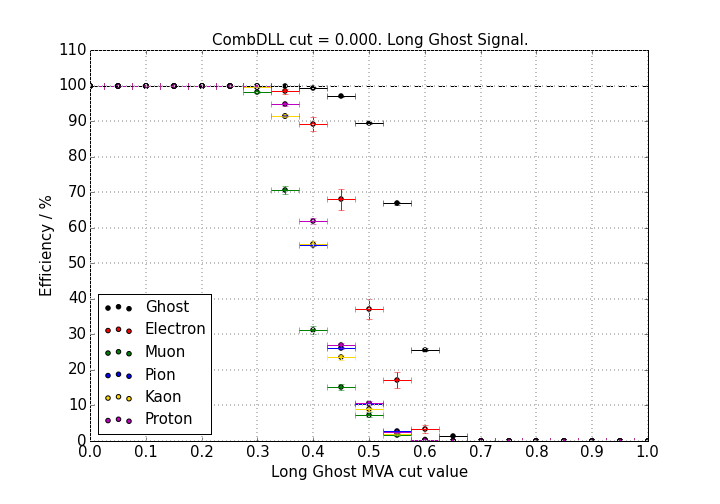 CombDLL cut = 0.000. Long Ghost Signal.
110
100
90
80
70
60
50
40
30
20
10
0
Efficiency / %
Ghost
Electron
Muon
Pion
Kaon
Proton
0.0 0.1 0.2 0.3 0.4 0.5 0.6 0.7 0.8 0.9 1.0
Long Ghost MVA cut value